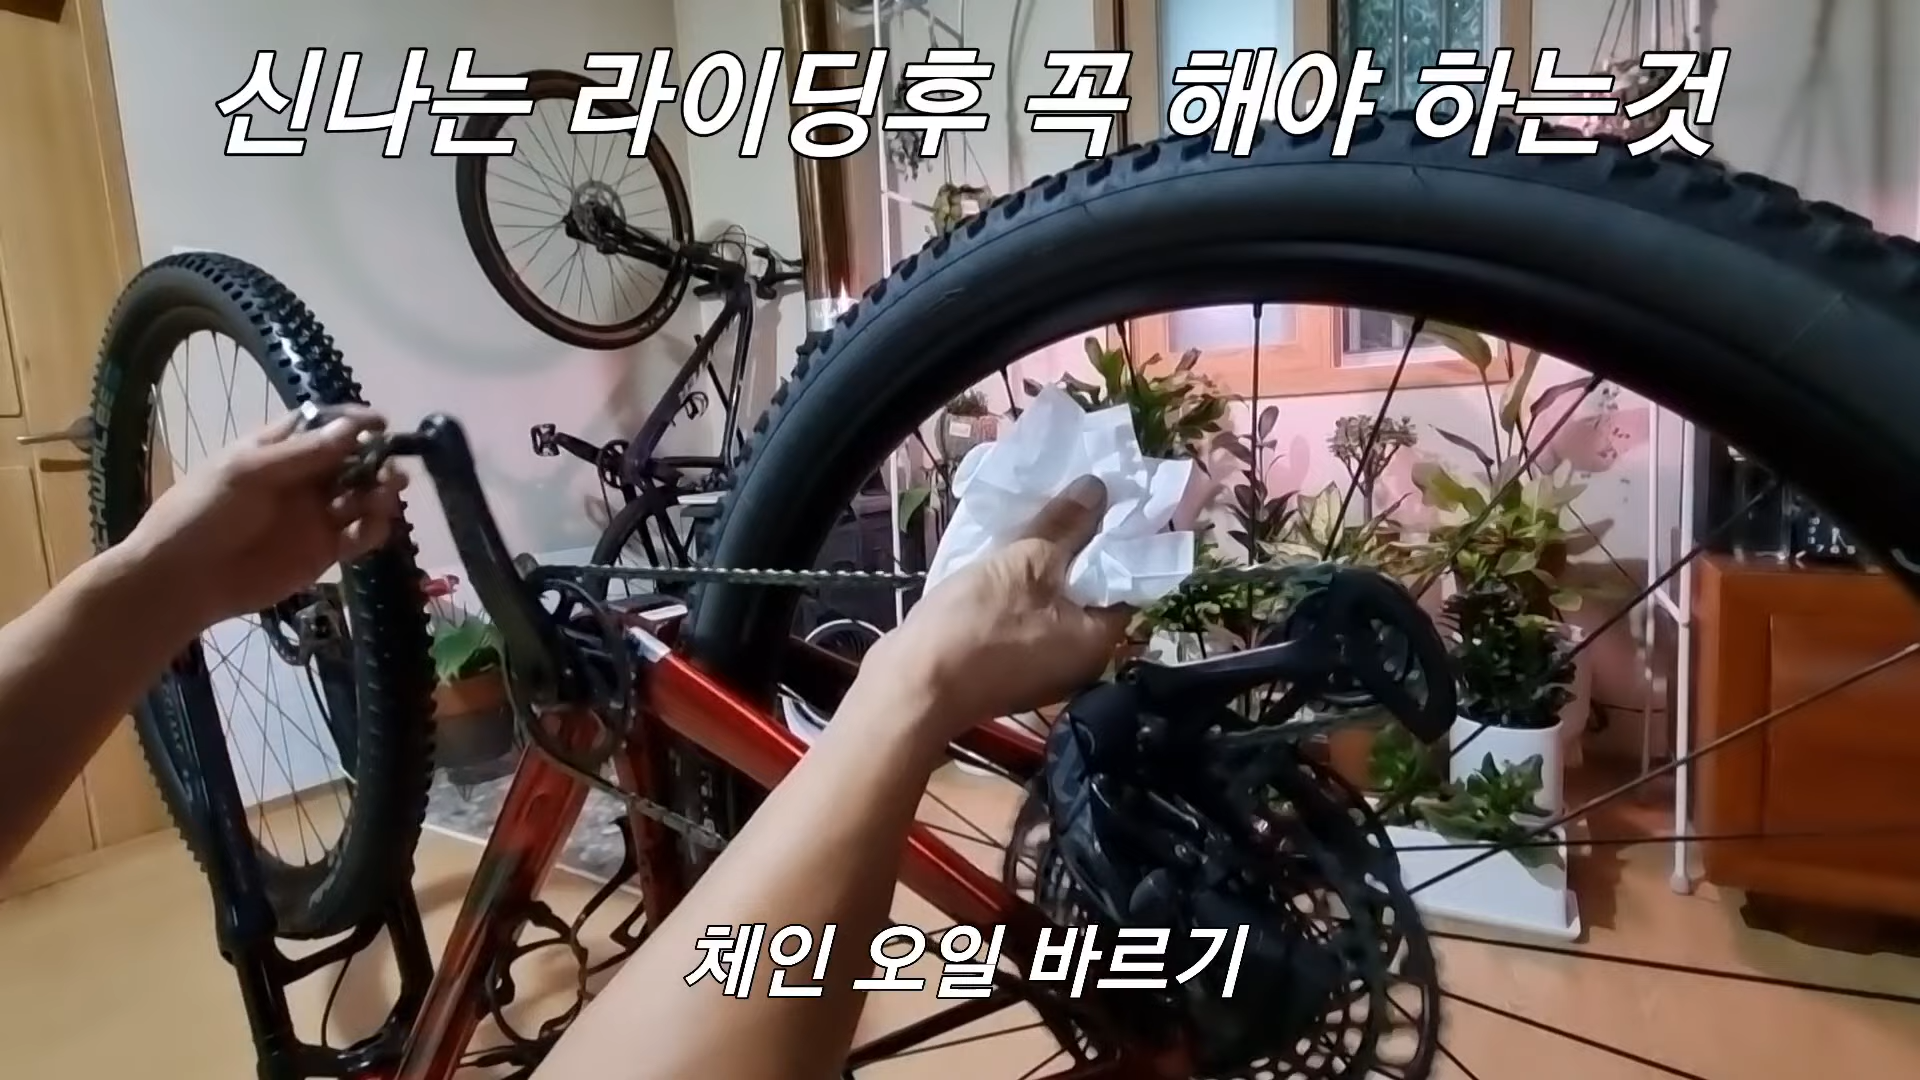 신나는 라이딩후 꼭 해야 하는것
체인 오일 바르기